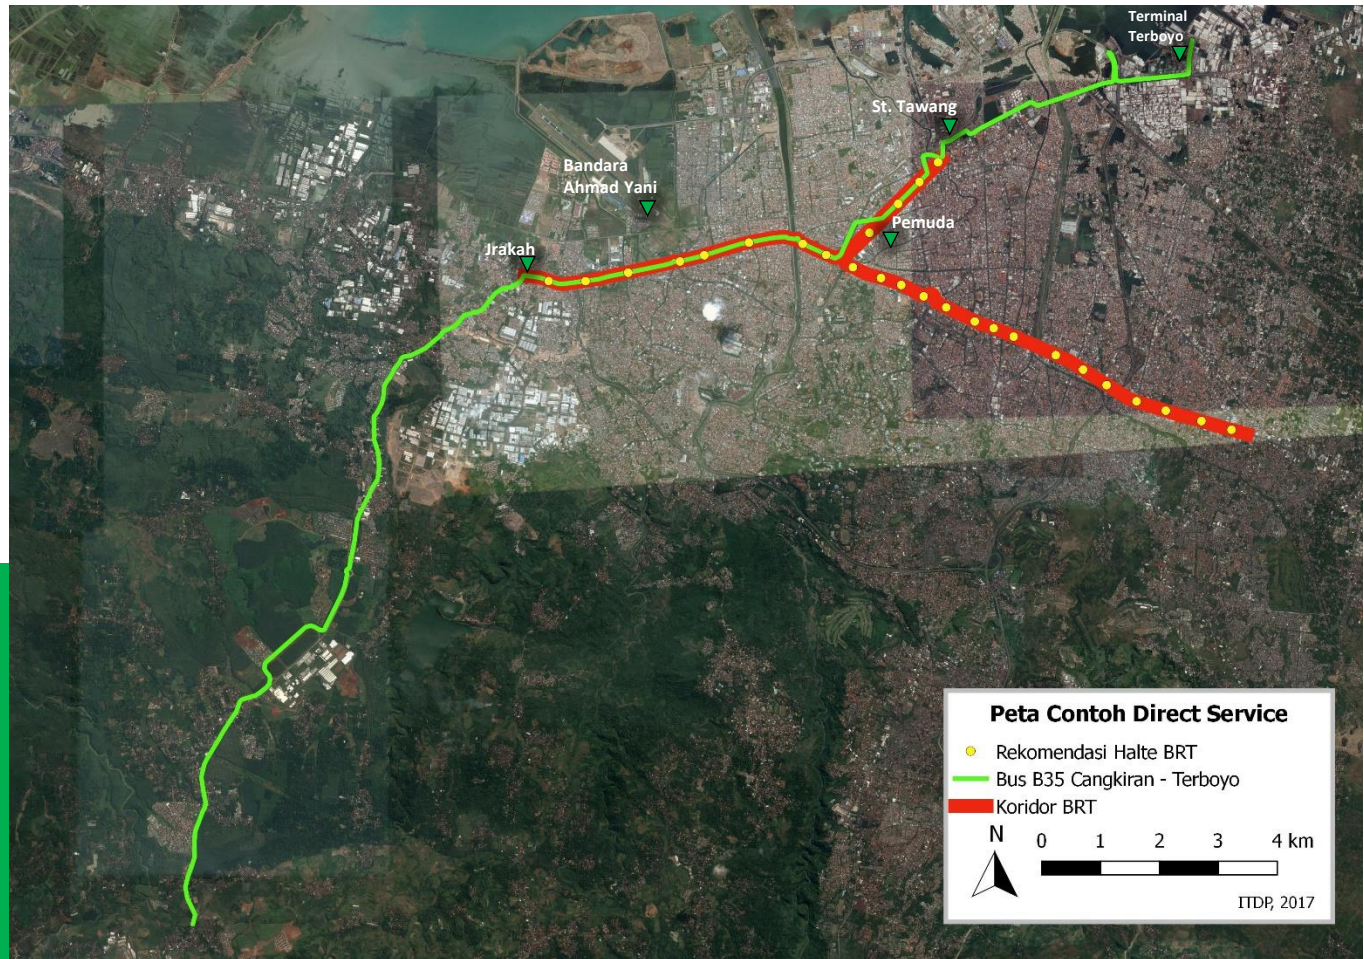 Terminal
Terboyo
St. Tawang
Bandara
Ahmad Yani
Pemuda
Jrakah
Peta Contoh Direct Service
Rekomendasi Halte BRT
Bus B35 Cangkiran - Terboyo
Koridor BRT
N
0 1 2 3 4 km
ITDP, 2017